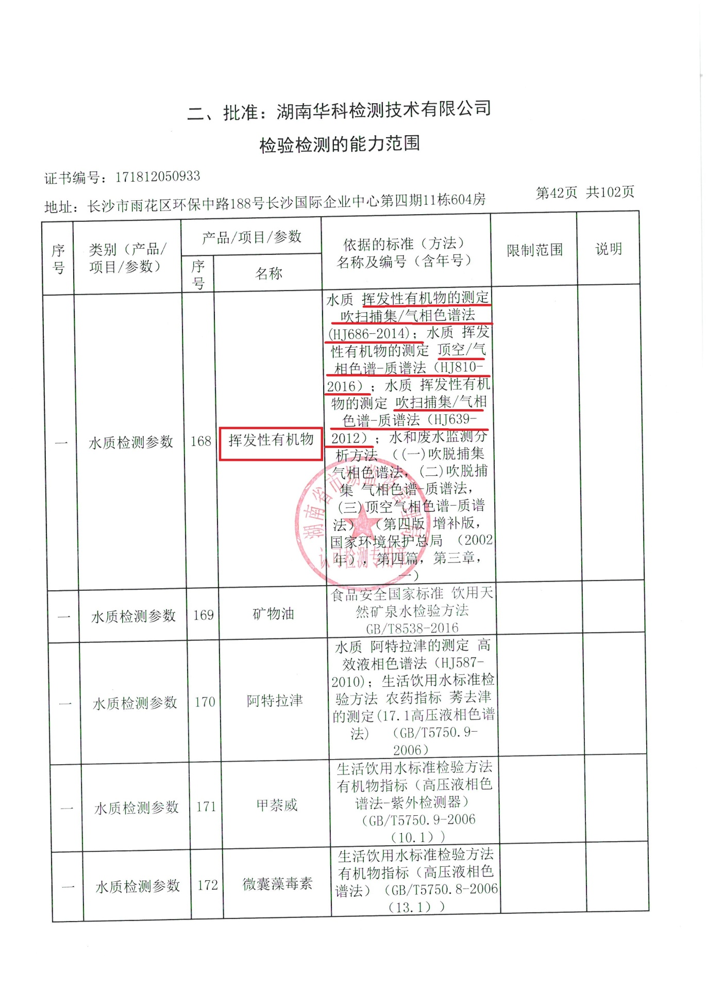 二、批准：湖南华科检测技术有限公司
检验检测的能力范围
证书编号：171812050933
地址：长沙市雨花区环保中路188号长沙国际企业中心第四期11栋604房
第42页 共102页
序号
类别（产品/
项目/参数）
产品/项目/参数
序号
名称
依据的标准（方法）
名称及编号（含年号）
限制范围
说明
一
水质检测参数
168
挥发性有机物
水质 挥发性有机物的测定
吹扫捕集/气相色谱法
(HJ686-2014)；水质 挥发
性有机物的测定 顶空/气
相色谱-质谱法（HJ810-
2016）；水质 挥发性有机
物的测定 吹扫捕集/气相
色谱-质谱法（HJ639-
2012）；水和废水监测分
析方法 （(一)吹脱捕集
气相色谱法，(二)吹脱捕
集 气相色谱-质谱法，
(三)顶空气相色谱-质谱
法） （第四版 增补版，
国家环境保护总局 （2002
年），第四篇，第三章，
一）
湖南省市场监督管理局
认可检测专用章
一
水质检测参数
169
矿物油
食品安全国家标准 饮用天
然矿泉水检验方法
GB/T8538-2016
一
水质检测参数
170
阿特拉津
水质 阿特拉津的测定 高
效液相色谱法（HJ587-
2010)；生活饮用水标准检
验方法 农药指标 莠去津
的测定(17.1高压液相色谱
法) （GB/T5750.9-
2006）
一
水质检测参数
171
甲萘威
生活饮用水标准检验方法
有机物指标（高压液相色
谱法-紫外检测器）
（GB/T5750.9-2006
（10.1））
一
水质检测参数
172
微囊藻毒素
生活饮用水标准检验方法
有机物指标（高压液相色
谱法）（GB/T5750.8-2006
（13.1））